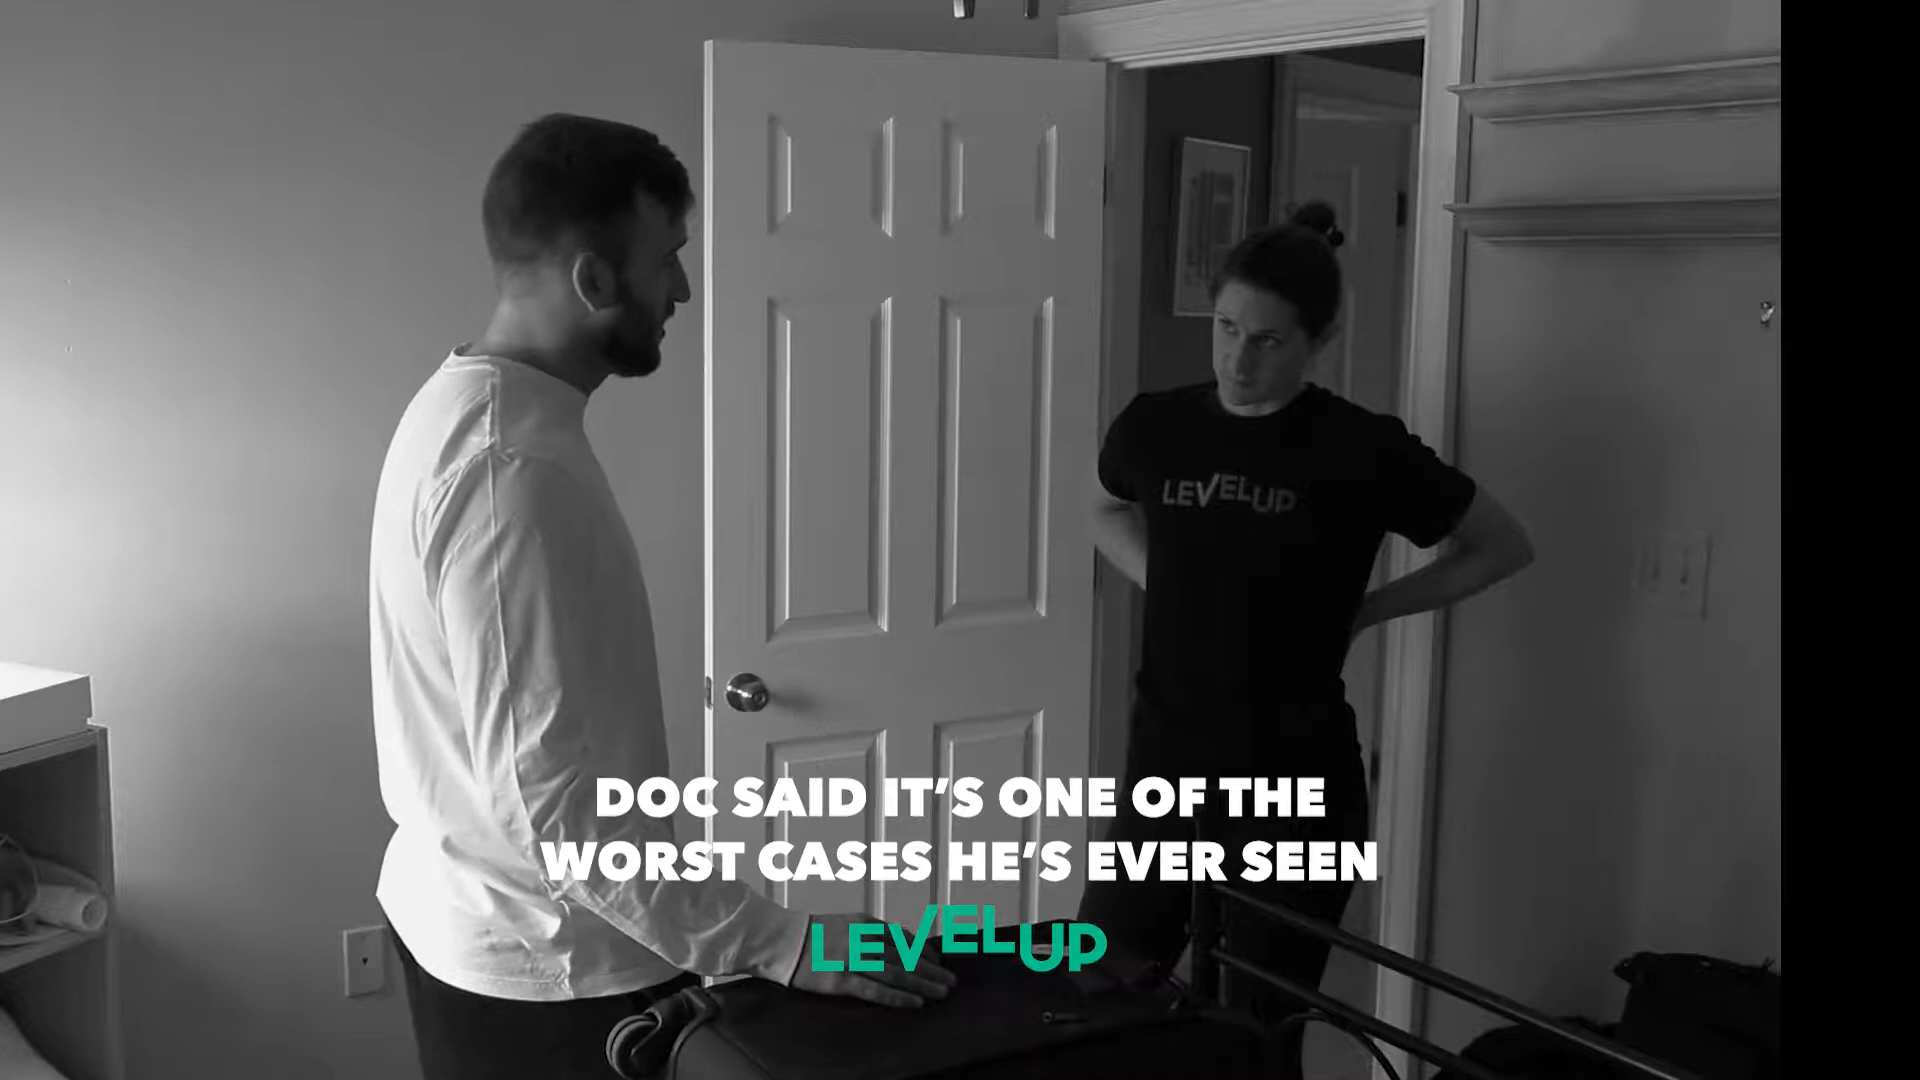 LEVELUP
DOC SAID IT'S ONE OF THE
WORST CASES HE'S EVER SEEN
LEVELUP